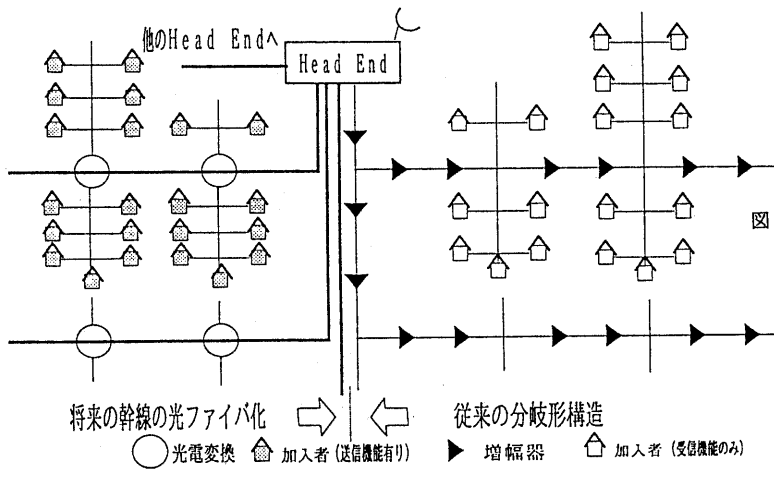 他のHead Endへ
Head End
図
将来の幹線の光ファイバ化
従来の分岐形構造
光電変換
加入者(送信機能有り)
増幅器
加入者(受信機能のみ)